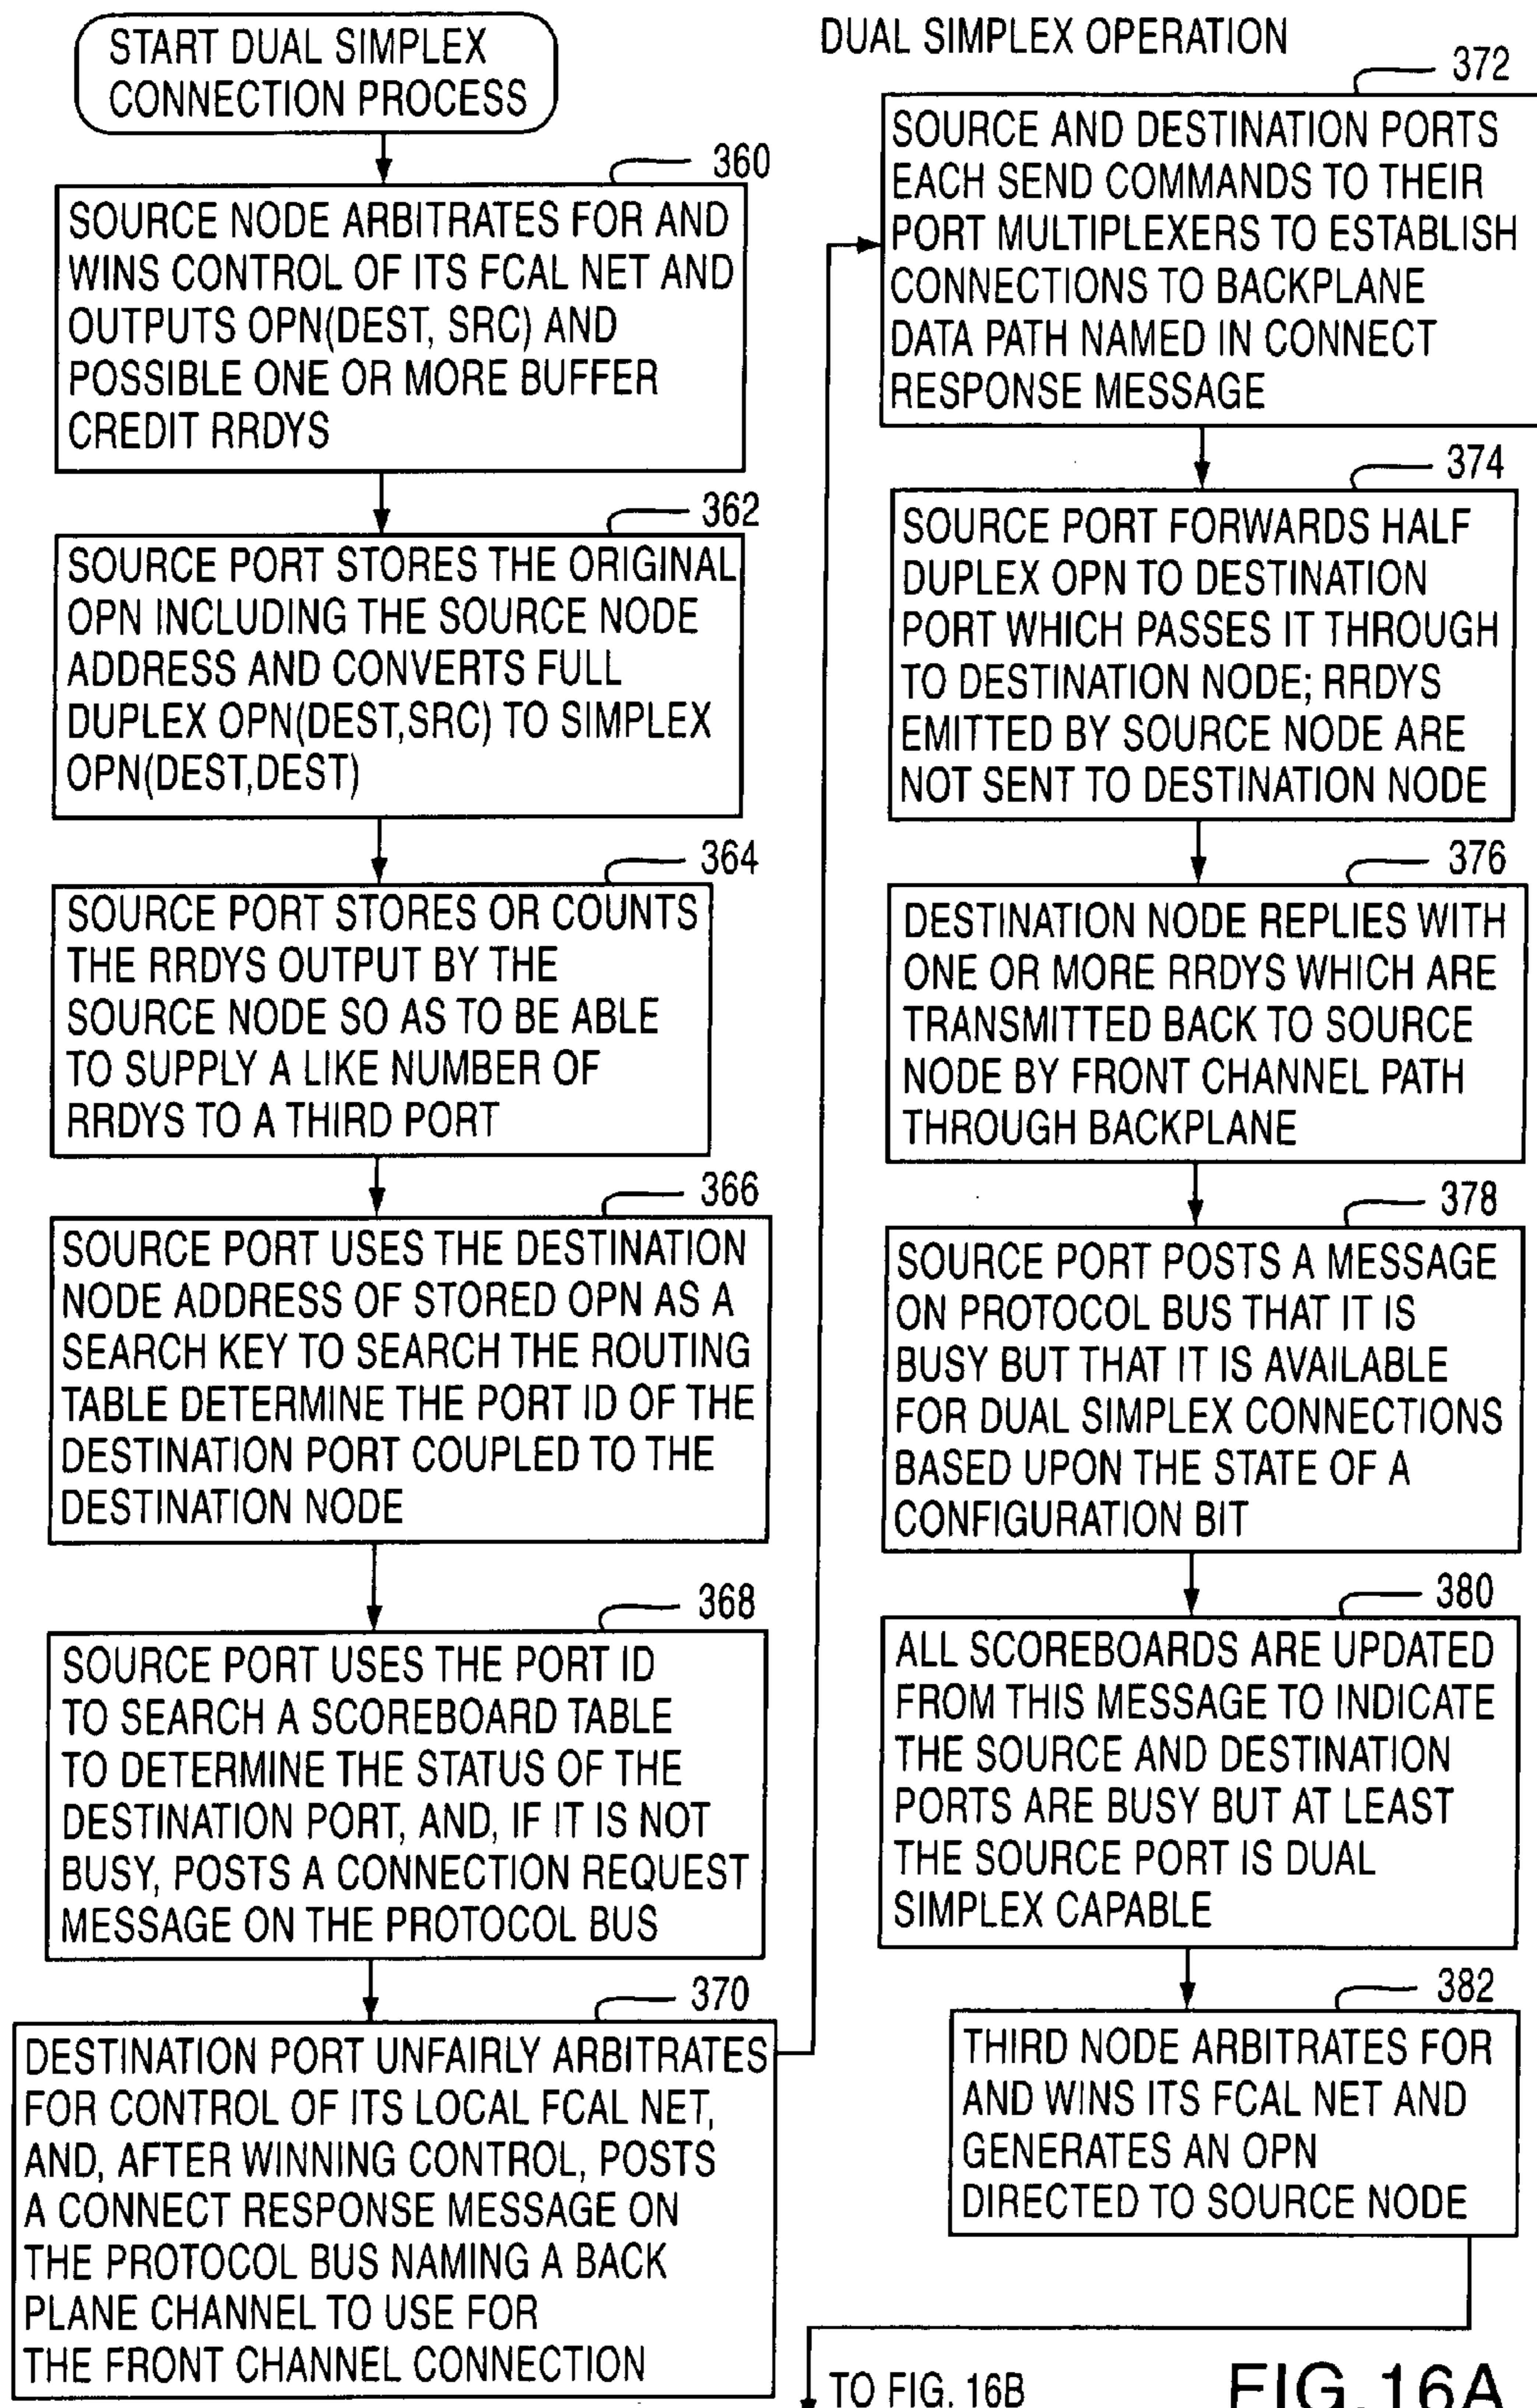 START DUAL SIMPLEX
CONNECTION PROCESS
360
SOURCE NODE ARBITRATES FOR AND
WINS CONTROL OF ITS FCAL NET AND
OUTPUTS OPN(DEST, SRC) AND
POSSIBLE ONE OR MORE BUFFER
CREDIT RRDYS
362
SOURCE PORT STORES THE ORIGINAL
OPN INCLUDING THE SOURCE NODE
ADDRESS AND CONVERTS FULL
DUPLEX OPN(DEST,SRC) TO SIMPLEX
OPN(DEST,DEST)
364
SOURCE PORT STORES OR COUNTS
THE RRDYS OUTPUT BY THE
SOURCE NODE SO AS TO BE ABLE
TO SUPPLY A LIKE NUMBER OF
RRDYS TO A THIRD PORT
366
SOURCE PORT USES THE DESTINATION
NODE ADDRESS OF STORED OPN AS A
SEARCH KEY TO SEARCH THE ROUTING
TABLE DETERMINE THE PORT ID OF THE
DESTINATION PORT COUPLED TO THE
DESTINATION NODE
368
SOURCE PORT USES THE PORT ID
TO SEARCH A SCOREBOARD TABLE
TO DETERMINE THE STATUS OF THE
DESTINATION PORT, AND, IF IT IS NOT
BUSY, POSTS A CONNECTION REQUEST
MESSAGE ON THE PROTOCOL BUS
370
DESTINATION PORT UNFAIRLY ARBITRATES
FOR CONTROL OF ITS LOCAL FCAL NET,
AND, AFTER WINNING CONTROL, POSTS
A CONNECT RESPONSE MESSAGE ON
THE PROTOCOL BUS NAMING A BACK
PLANE CHANNEL TO USE FOR
THE FRONT CHANNEL CONNECTION
DUAL SIMPLEX OPERATION
372
SOURCE AND DESTINATION PORTS
EACH SEND COMMANDS TO THEIR
PORT MULTIPLEXERS TO ESTABLISH
CONNECTIONS TO BACKPLANE
DATA PATH NAMED IN CONNECT
RESPONSE MESSAGE
374
SOURCE PORT FORWARDS HALF
DUPLEX OPN TO DESTINATION
PORT WHICH PASSES IT THROUGH
TO DESTINATION NODE; RRDYS
EMITTED BY SOURCE NODE ARE
NOT SENT TO DESTINATION NODE
376
DESTINATION NODE REPLIES WITH
ONE OR MORE RRDYS WHICH ARE
TRANSMITTED BACK TO SOURCE
NODE BY FRONT CHANNEL PATH
THROUGH BACKPLANE
378
SOURCE PORT POSTS A MESSAGE
ON PROTOCOL BUS THAT IT IS
BUSY BUT THAT IT IS AVAILABLE
FOR DUAL SIMPLEX CONNECTIONS
BASED UPON THE STATE OF A
CONFIGURATION BIT
380
ALL SCOREBOARDS ARE UPDATED
FROM THIS MESSAGE TO INDICATE
THE SOURCE AND DESTINATION
PORTS ARE BUSY BUT AT LEAST
THE SOURCE PORT IS DUAL
SIMPLEX CAPABLE
382
THIRD NODE ARBITRATES FOR
AND WINS ITS FCAL NET AND
GENERATES AN OPN
DIRECTED TO SOURCE NODE
TO FIG. 16B
FIG.16A